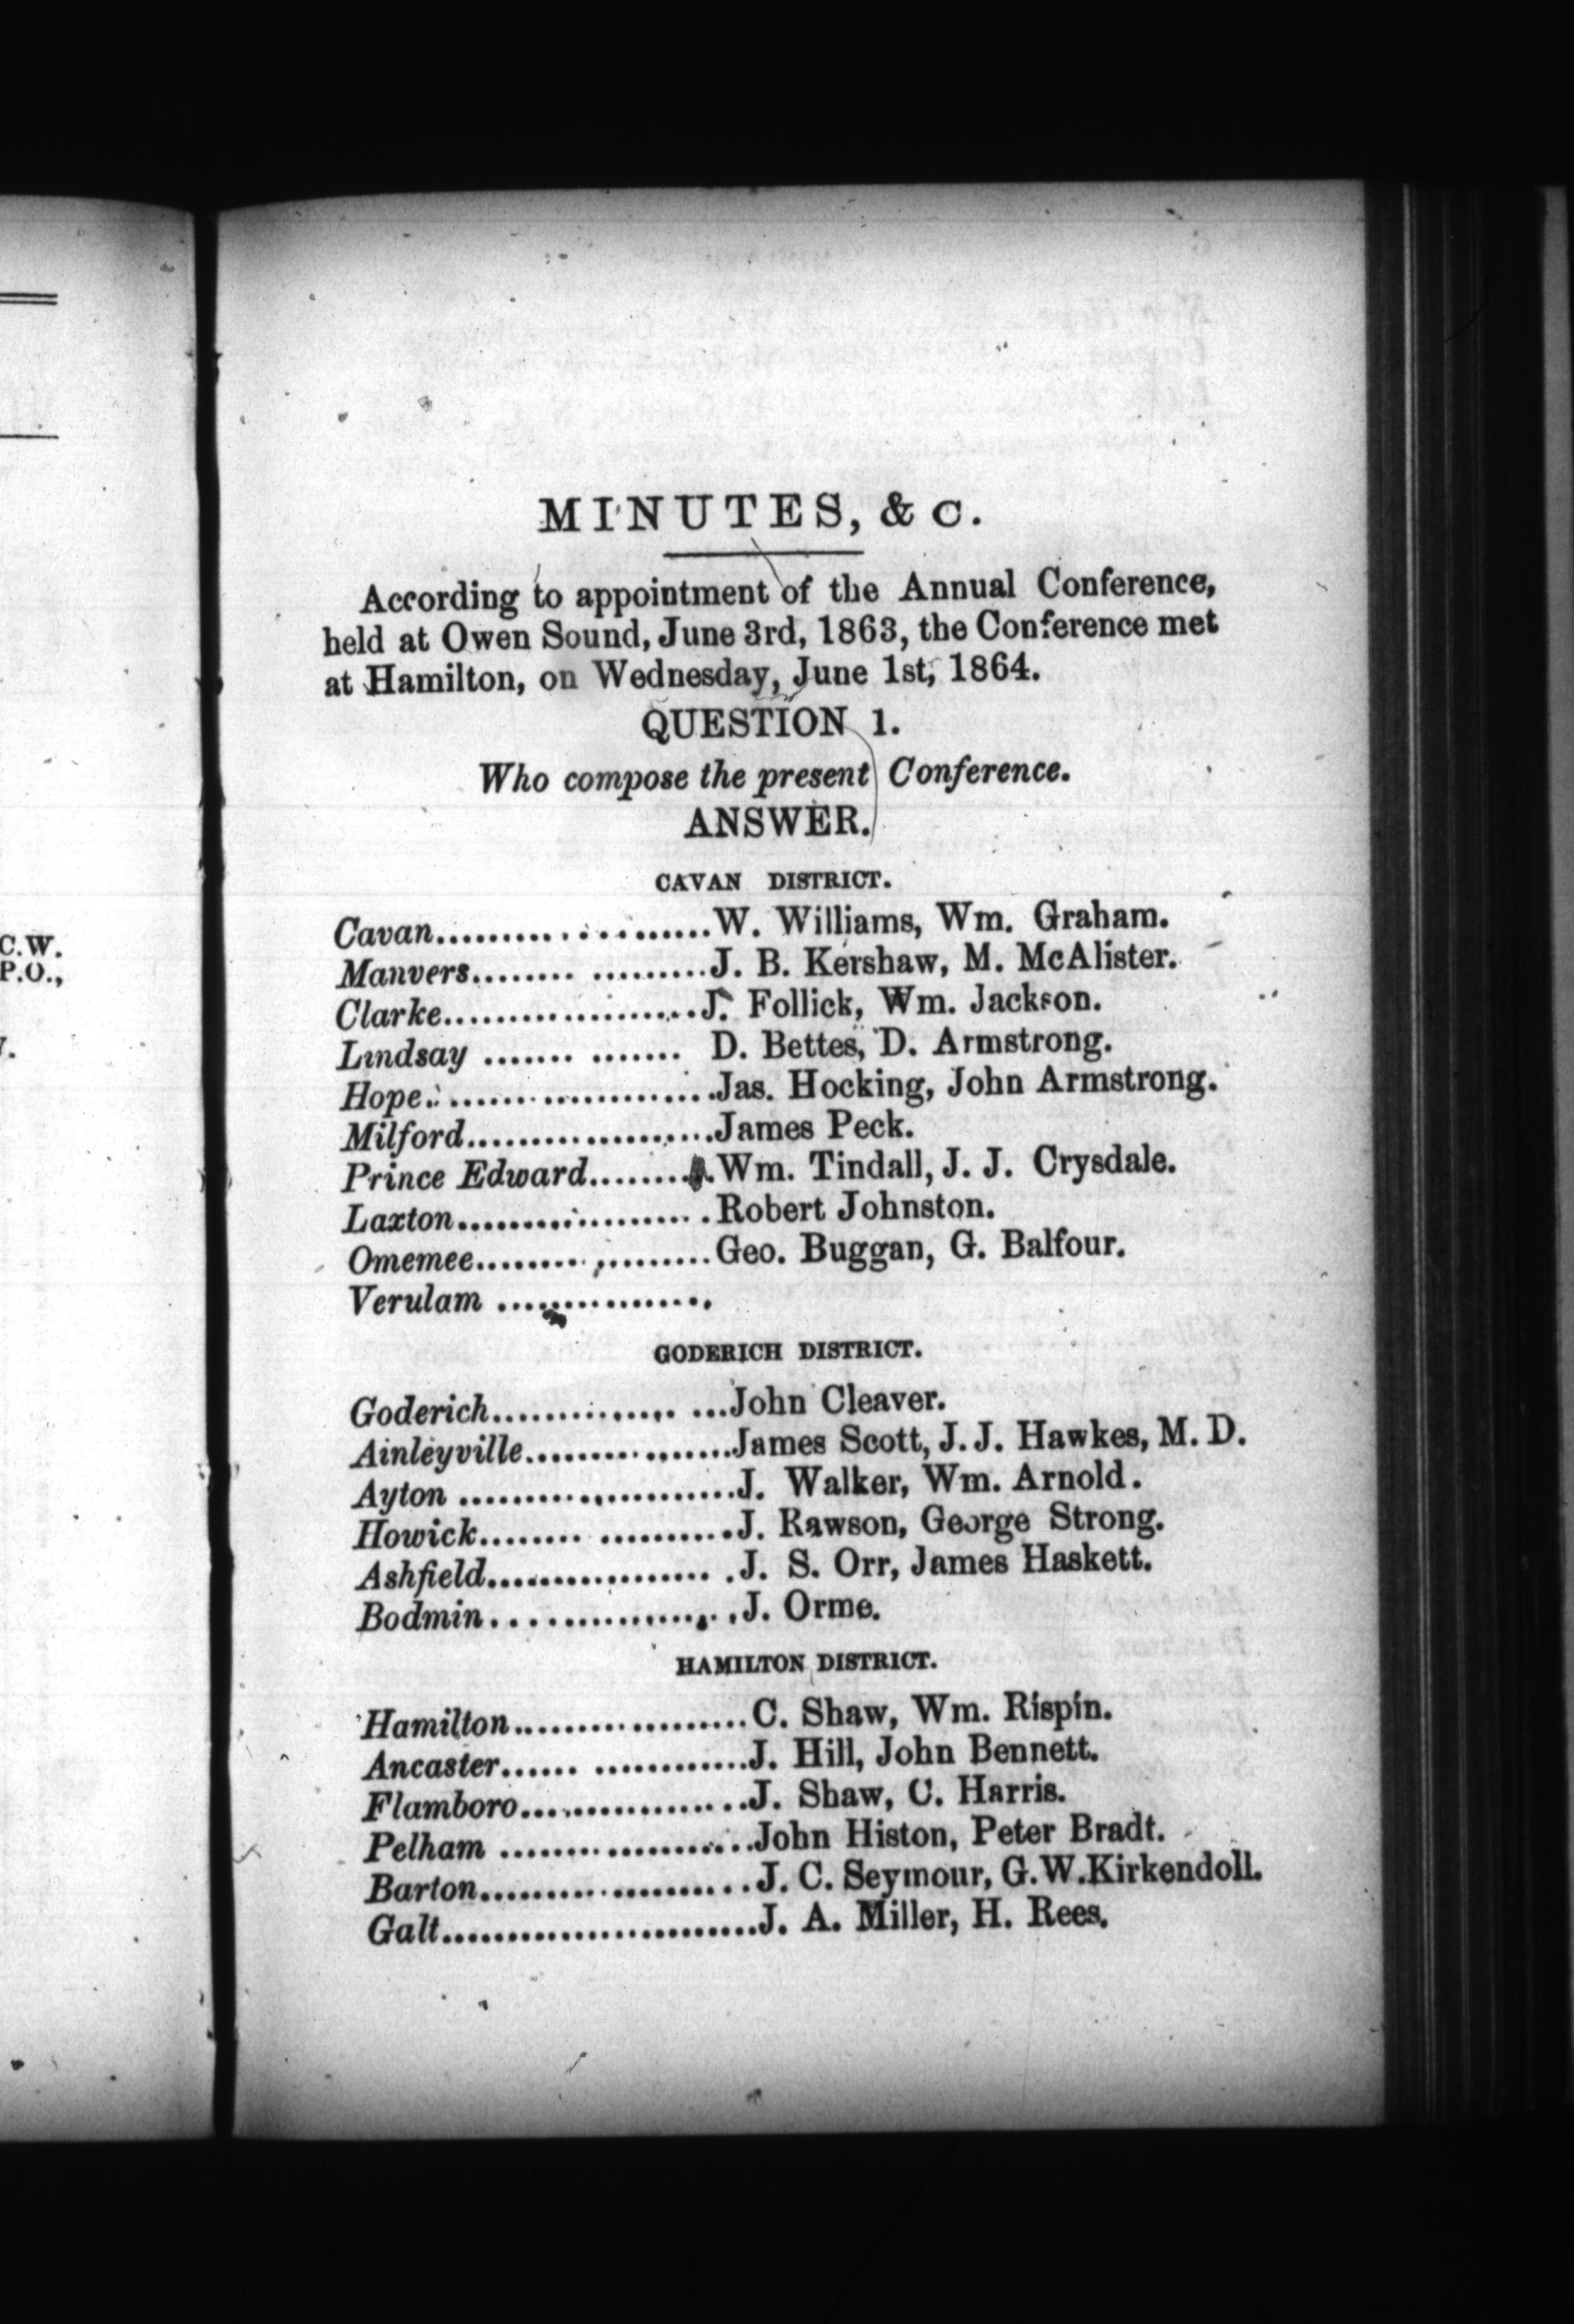 C.W.
P.O.,
MINUTES, & C.
According to appointment of the Annual Conference,
held at Owen Sound, June 3rd, 1863, the Conference met
at Hamilton, on Wednesday, June 1st, 1864.
QUESTION 1.
Who compose the present Conference.
ANSWER.
CAVAN DISTRICT.
Cavan..........................W. Williams, Wm. Graham.
Manvers........ ..........J. B. Kershaw, M. McAlister.
Clarke........................J. Follick, Wm. Jackson.
Lindsay ....... ....... D. Bettes, D. Armstrong.
Hope..........................Jas. Hocking, John Armstrong.
Milford.......................James Peck.
Prince Edward...........Wm. Tindall, J. J. Crysdale.
Laxton........................Robert Johnston.
Omemee......................Geo. Buggan, G. Balfour.
Verulam .....................
GODERICH DISTRICT.
Goderich.................. ...John Cleaver.
Ainleyville....................James Scott, J. J. Hawkes, M. D.
Ayton ..........................J. Walker, Wm. Arnold.
Howick........ ............J. Rawson, George Strong.
Ashfield..................... .J. S. Orr, James Haskett.
Bodmin........................J. Orme.
HAMILTON DISTRICT.
Hamilton......................C. Shaw, Wm. Rispin.
Ancaster...... .............J. Hill, John Bennett.
Flamboro.....................J. Shaw, C. Harris.
Pelham .......................John Histon, Peter Bradt.
Barton.........................J. C. Seymour, G. W. Kirkendoll.
Galt.............................J. A. Miller, H. Rees.